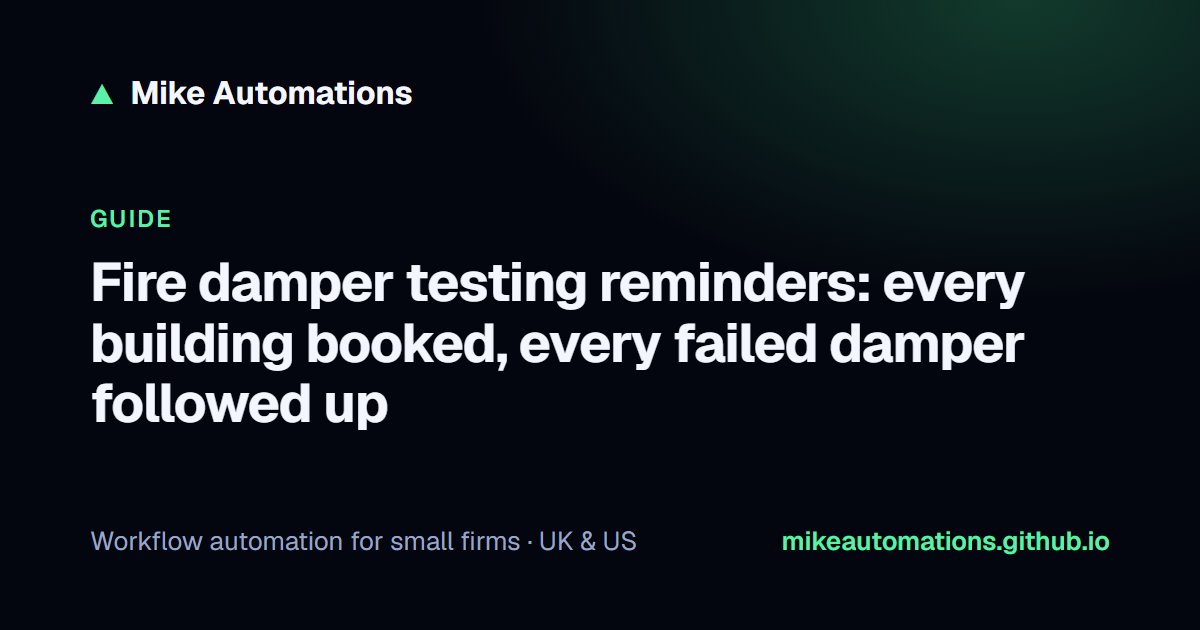 Mike Automations
GUIDE
Fire damper testing reminders: every
building booked, every failed damper
followed up
Workflow automation for small firms · UK & US
mikeautomations.github.io